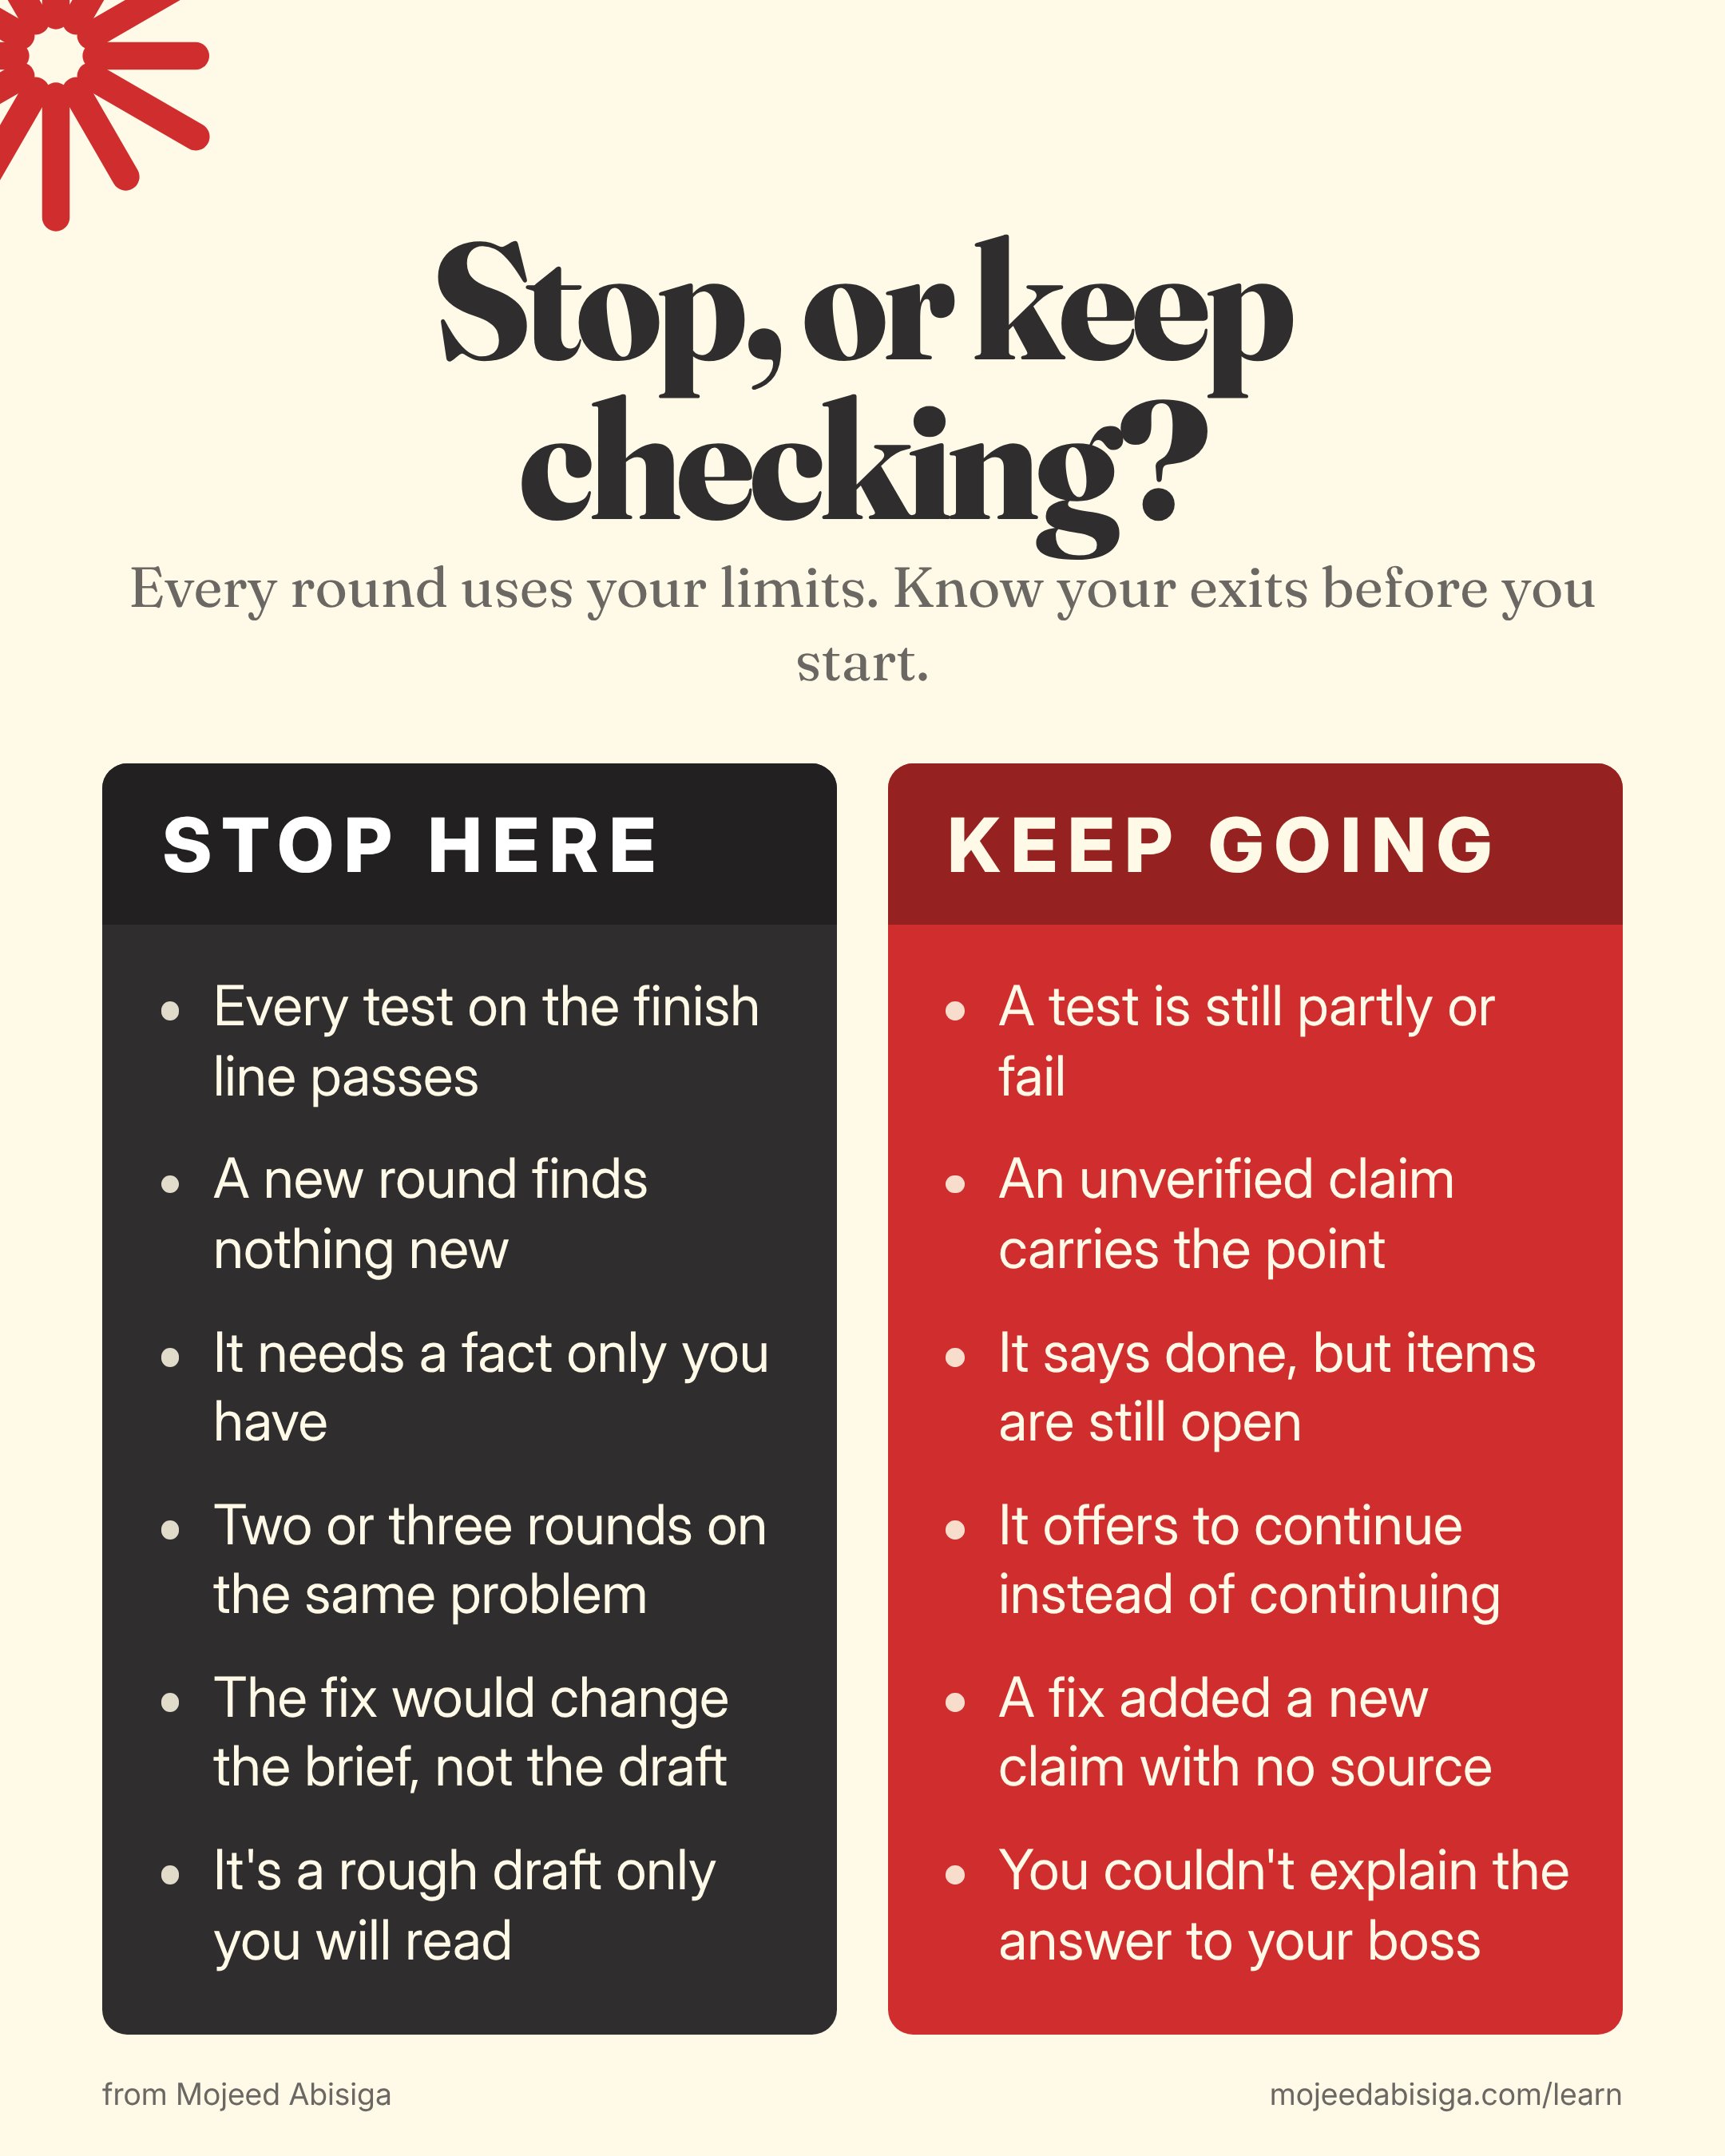 Stop, or keep
checking?
Every round uses your limits. Know your exits before you
start.
STOP HERE
Every test on the finish
line passes
A new round finds
nothing new
It needs a fact only you
have
Two or three rounds on
the same problem
The fix would change
the brief, not the draft
It's a rough draft only
you will read
KEEP GOING
A test is still partly or
fail
An unverified claim
carries the point
It says done, but items
are still open
It offers to continue
instead of continuing
A fix added a new
claim with no source
You couldn't explain the
answer to your boss
from Mojeed Abisiga
mojeedabisiga.com/learn